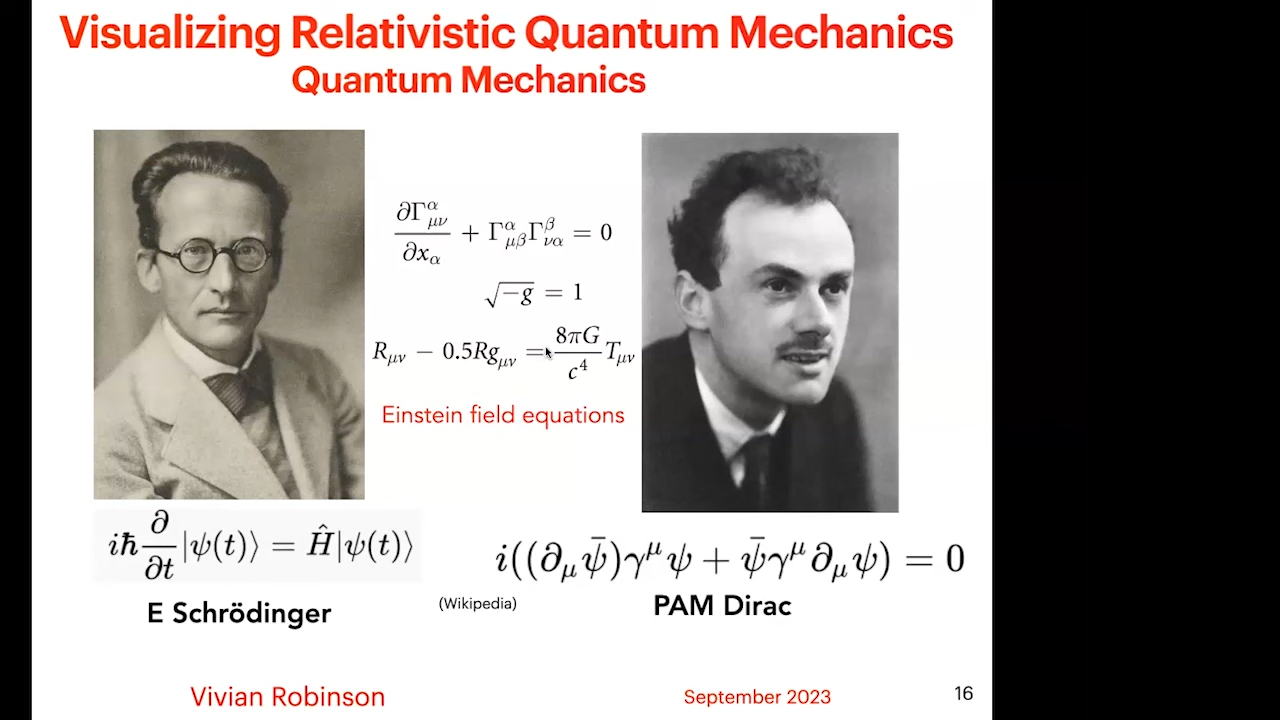 Visualizing Relativistic Quantum Mechanics
Quantum Mechanics
∂Γ^α_μν / ∂x_α + Γ^α_μβ Γ^β_να = 0
√−g = 1
R_μν − 0.5Rg_μν = 8πG / c^4 T_μν
Einstein field equations
iħ ∂/∂t |ψ(t)⟩ = Ĥ|ψ(t)⟩
i((∂_μ ψ̄)γ^μ ψ + ψ̄γ^μ ∂_μ ψ) = 0
E Schrödinger
(Wikipedia)
PAM Dirac
Vivian Robinson
September 2023
16